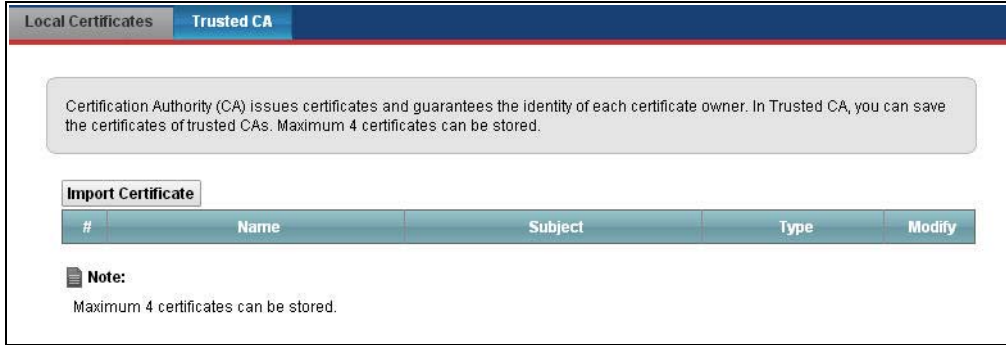 Local Certificates Trusted CA
Certification Authority (CA) issues certificates and guarantees the identity of each certificate owner. In Trusted CA, you can save
the certificates of trusted CAs. Maximum 4 certificates can be stored.
Import Certificate
# Name Subject Type Modify
Note:
Maximum 4 certificates can be stored.